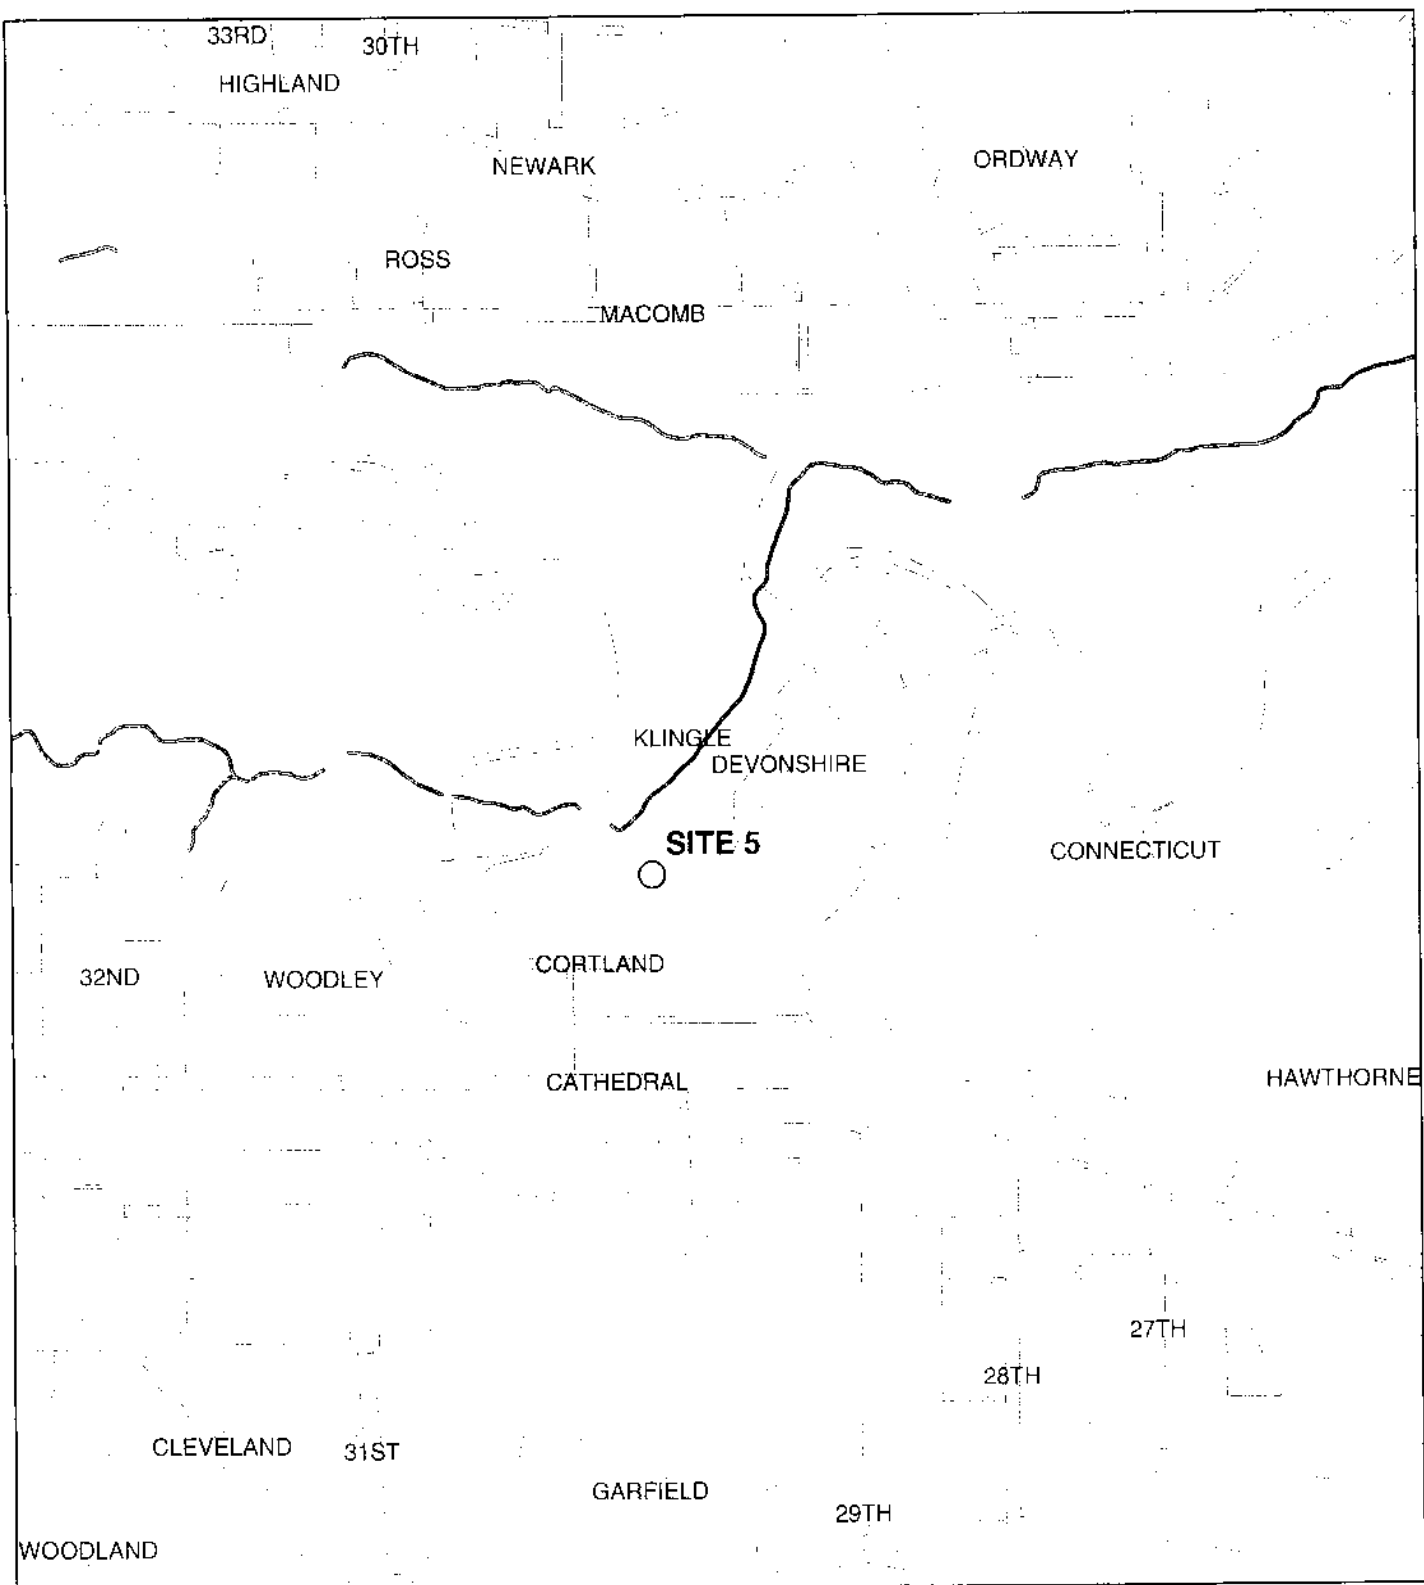 33RD
30TH
HIGHLAND
NEWARK
ORDWAY
ROSS
MACOMB
KLINGLE
DEVONSHIRE
SITE 5
CONNECTICUT
CORTLAND
32ND
WOODLEY
CATHEDRAL
HAWTHORNE
27TH
28TH
CLEVELAND
31ST
GARFIELD
29TH
WOODLAND